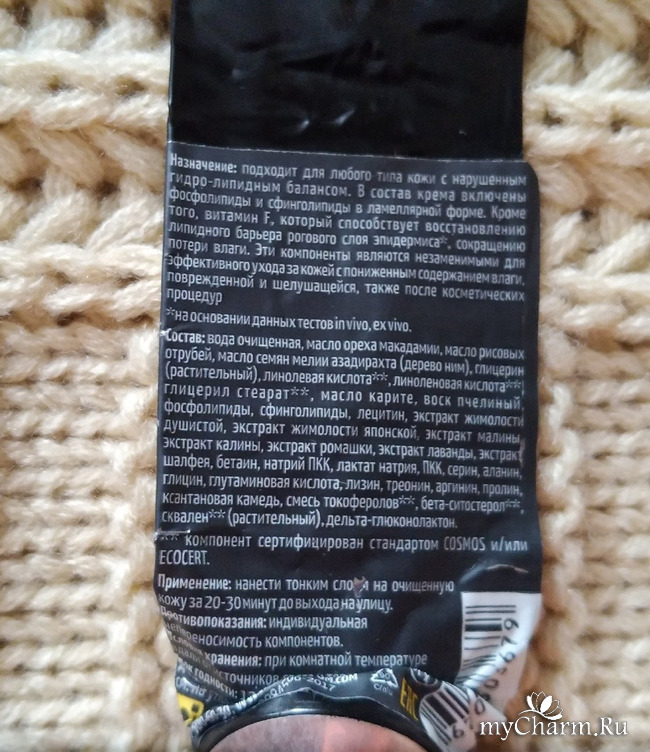 Назначение: подходит для любого типа кожи с нарушенным
гидро-липидным балансом. В состав крема включены
фосфолипиды и сфинголипиды в ламеллярной форме. Кроме
того, витамин F, который способствует восстановлению
липидного барьера рогового слоя эпидермиса*, сокращению
потери влаги. Эти компоненты являются незаменимыми для
эффективного ухода за кожей с пониженным содержанием влаги,
поврежденной и шелушащейся, также после косметических
процедур
*на основании данных тестов in vivo, ex vivo.
Состав: вода очищенная, масло ореха макадамии, масло рисовых
отрубей, масло семян мелии азадирахта (дерево ним), глицерин
(растительный), линолевая кислота**, линоленовая кислота**,
глицерил стеарат**, масло карите, воск пчелиный,
фосфолипиды, сфинголипиды, лецитин, экстракт жимолости
душистой, экстракт жимолости японской, экстракт малины,
экстракт калины, экстракт ромашки, экстракт лаванды, экстракт
шалфея, бетаин, натрий ПКК, лактат натрия, ПКК, серин, аланин,
глицин, глутаминовая кислота, лизин, треонин, аргинин, пролин,
ксантановая камедь, смесь токоферолов**, бета-ситостерол**,
сквален** (растительный), дельта-глюконолактон.
** компонент сертифицирован стандартом COSMOS и/или
ECOCERT.
Применение: нанести тонким слоем на очищенную
кожу за 20-30 минут до выхода на улицу.
Противопоказания: индивидуальная
непереносимость компонентов.
хранения: при комнатной температуре
источников
годности:
2017
EAC
myCharm.Ru